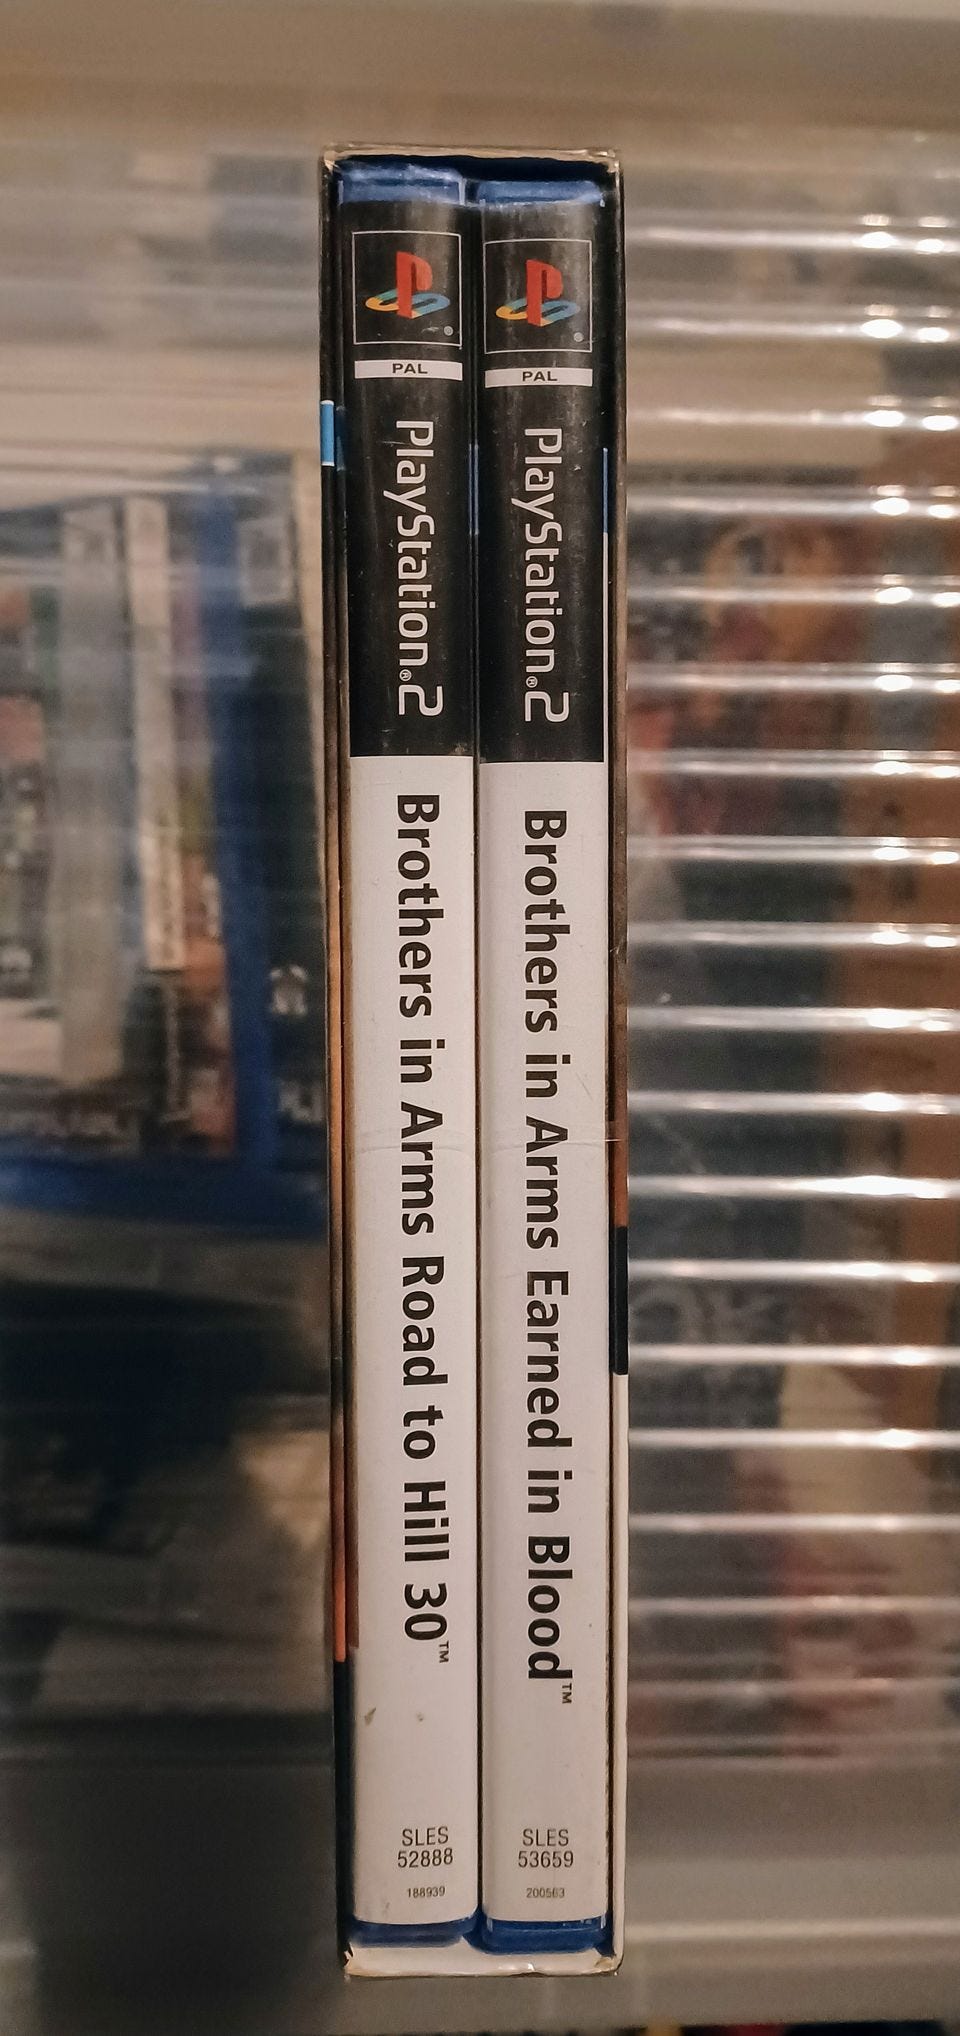 PAL
PlayStation®2
Brothers in Arms Road to Hill 30™
SLES
52888
188939
PAL
PlayStation®2
Brothers in Arms Earned in Blood™
SLES
53659
200563